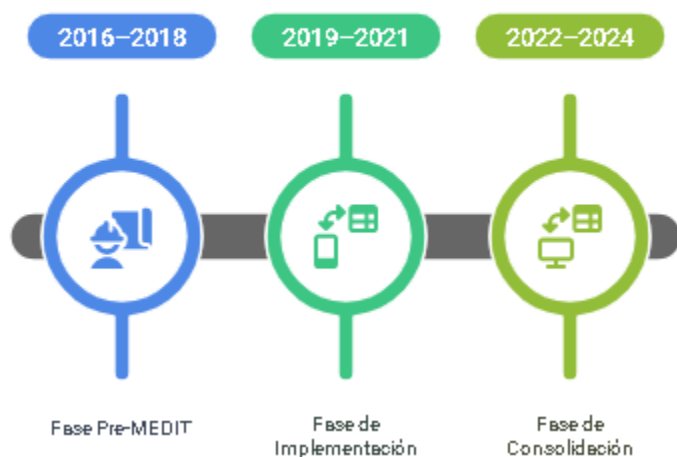 2016–2018
2019–2021
2022–2024
Fase Pre-MEDIT
Fase de
Implementación
Fase de
Consolidación